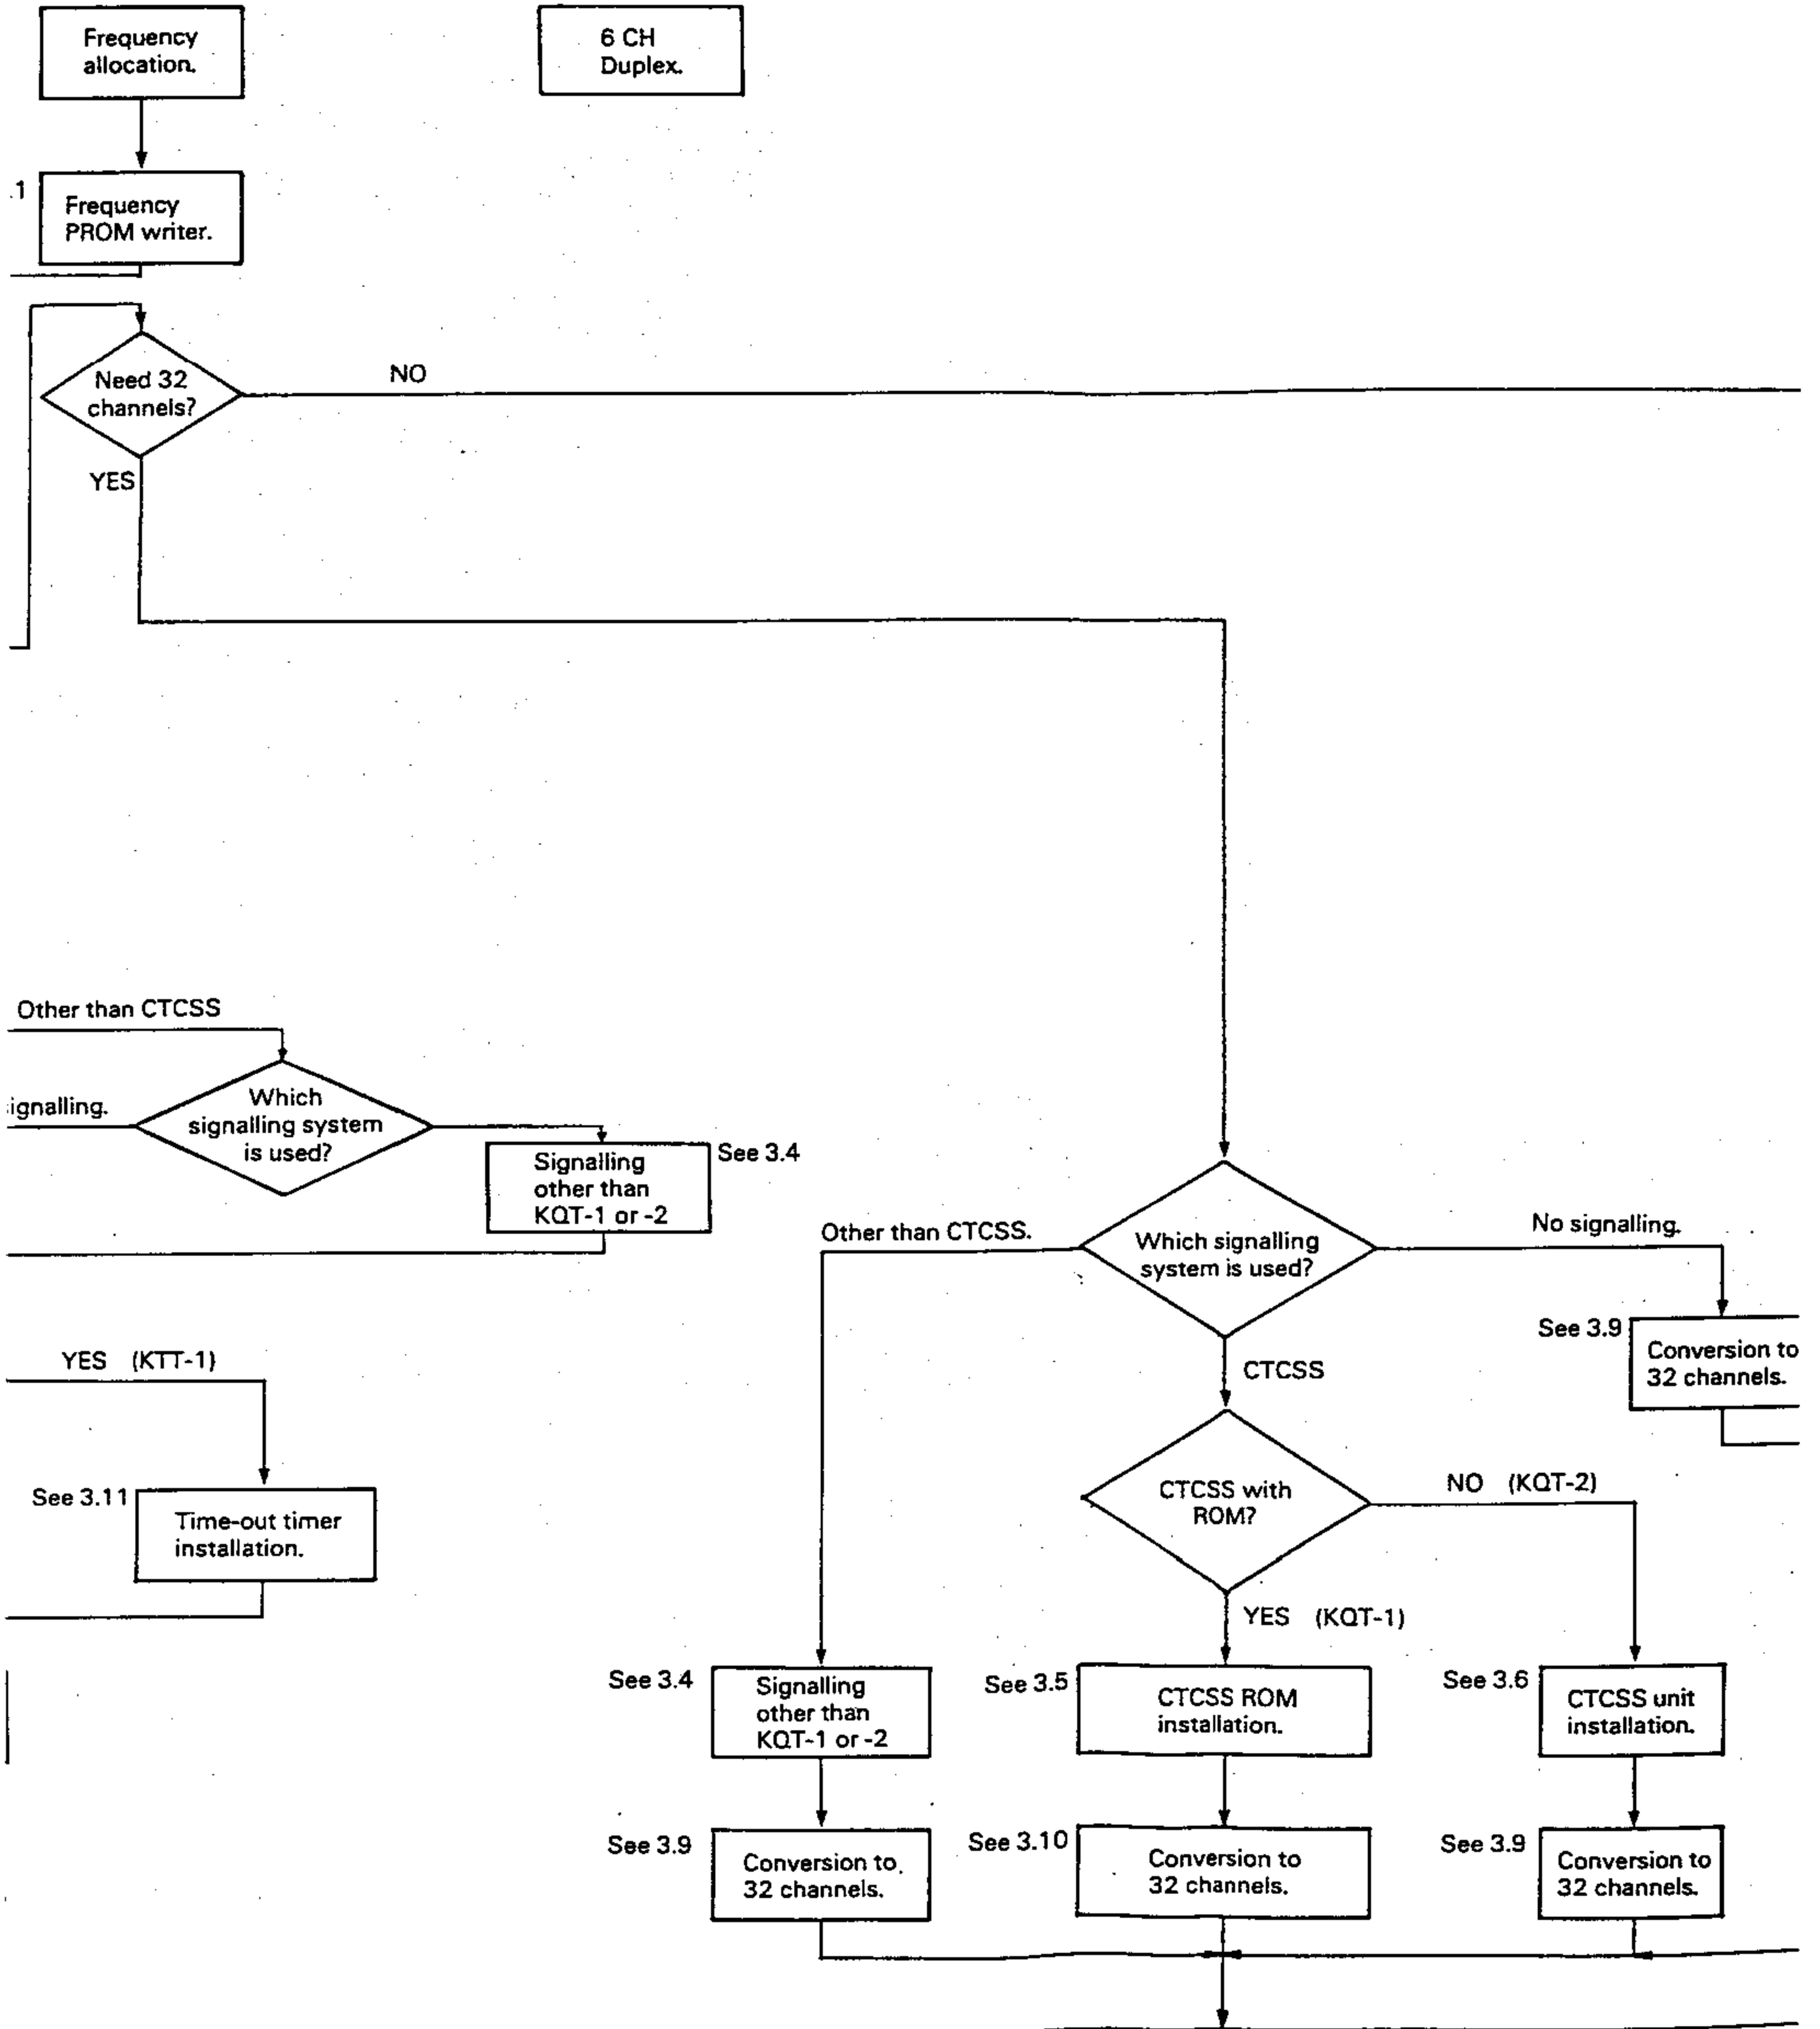 Frequency
allocation.
6 CH
Duplex.
.1
Frequency
PROM writer.
Need 32
channels?
NO
YES
Other than CTCSS
ignalling.
Which
signalling system
is used?
Signalling
other than
KQT-1 or -2
See 3.4
Other than CTCSS.
Which signalling
system is used?
No signalling.
See 3.9
Conversion to
32 channels.
YES (KTT-1)
CTCSS
See 3.11
Time-out timer
installation.
CTCSS with
ROM?
NO (KQT-2)
YES (KQT-1)
See 3.4
Signalling
other than
KQT-1 or -2
See 3.5
CTCSS ROM
installation.
See 3.6
CTCSS unit
installation.
See 3.9
Conversion to
32 channels.
See 3.10
Conversion to
32 channels.
See 3.9
Conversion to
32 channels.